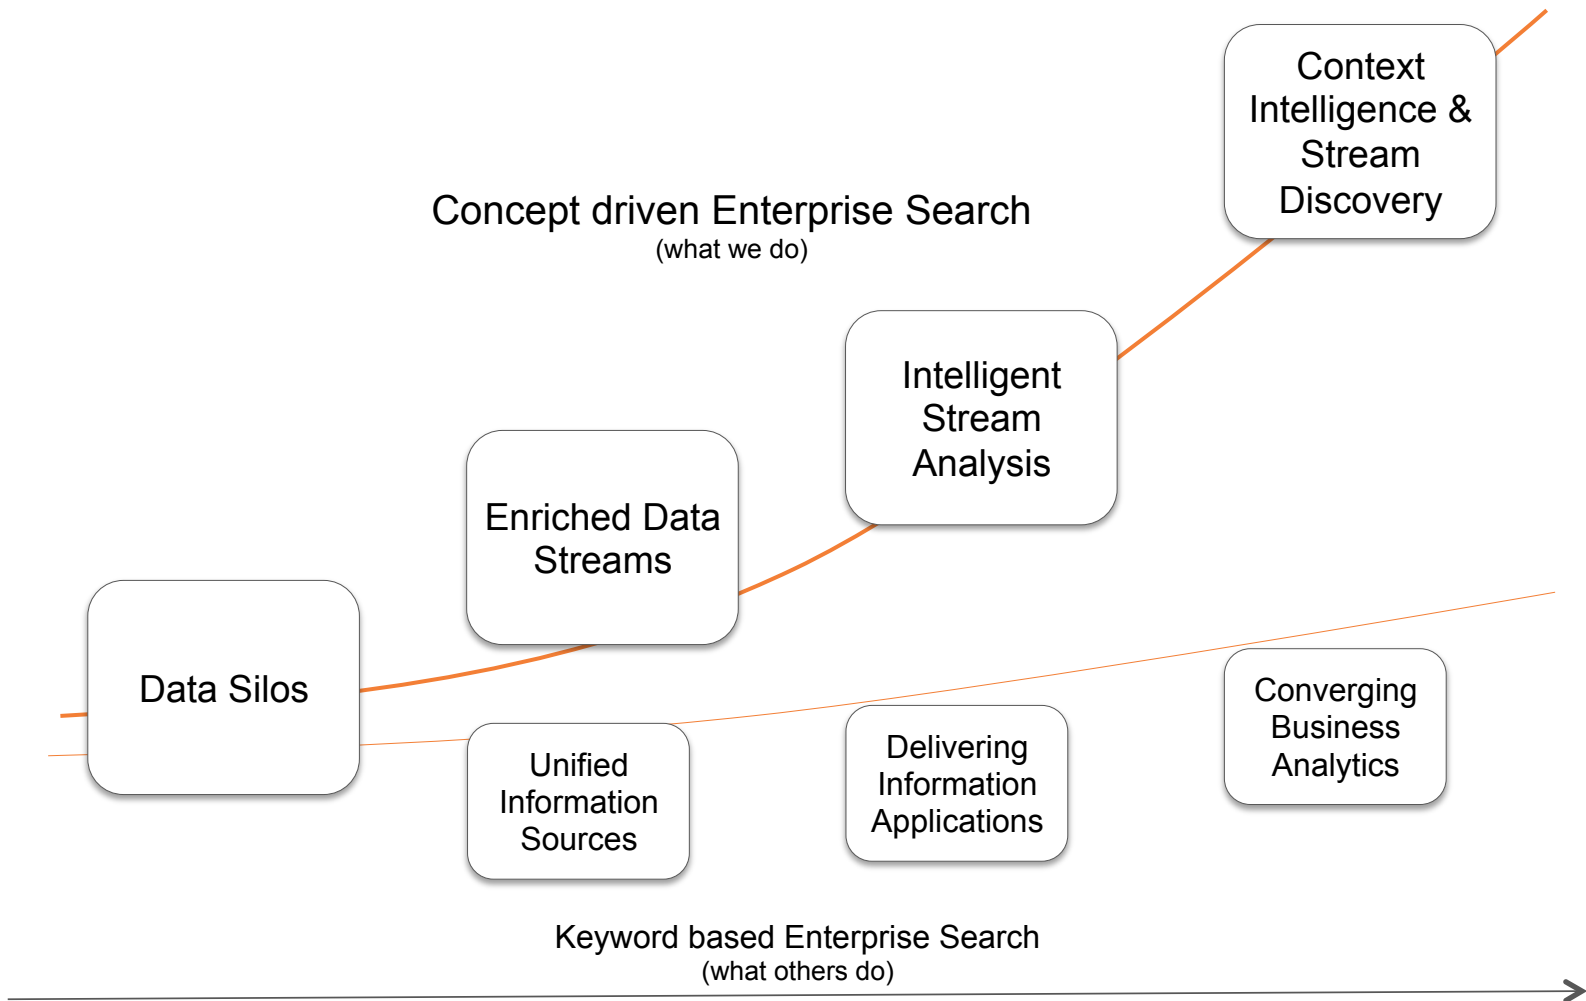 Context
Intelligence &
Stream
Discovery
Concept driven Enterprise Search
(what we do)
Intelligent
Stream
Analysis
Enriched Data
Streams
Data Silos
Unified
Information
Sources
Delivering
Information
Applications
Converging
Business
Analytics
Keyword based Enterprise Search
(what others do)